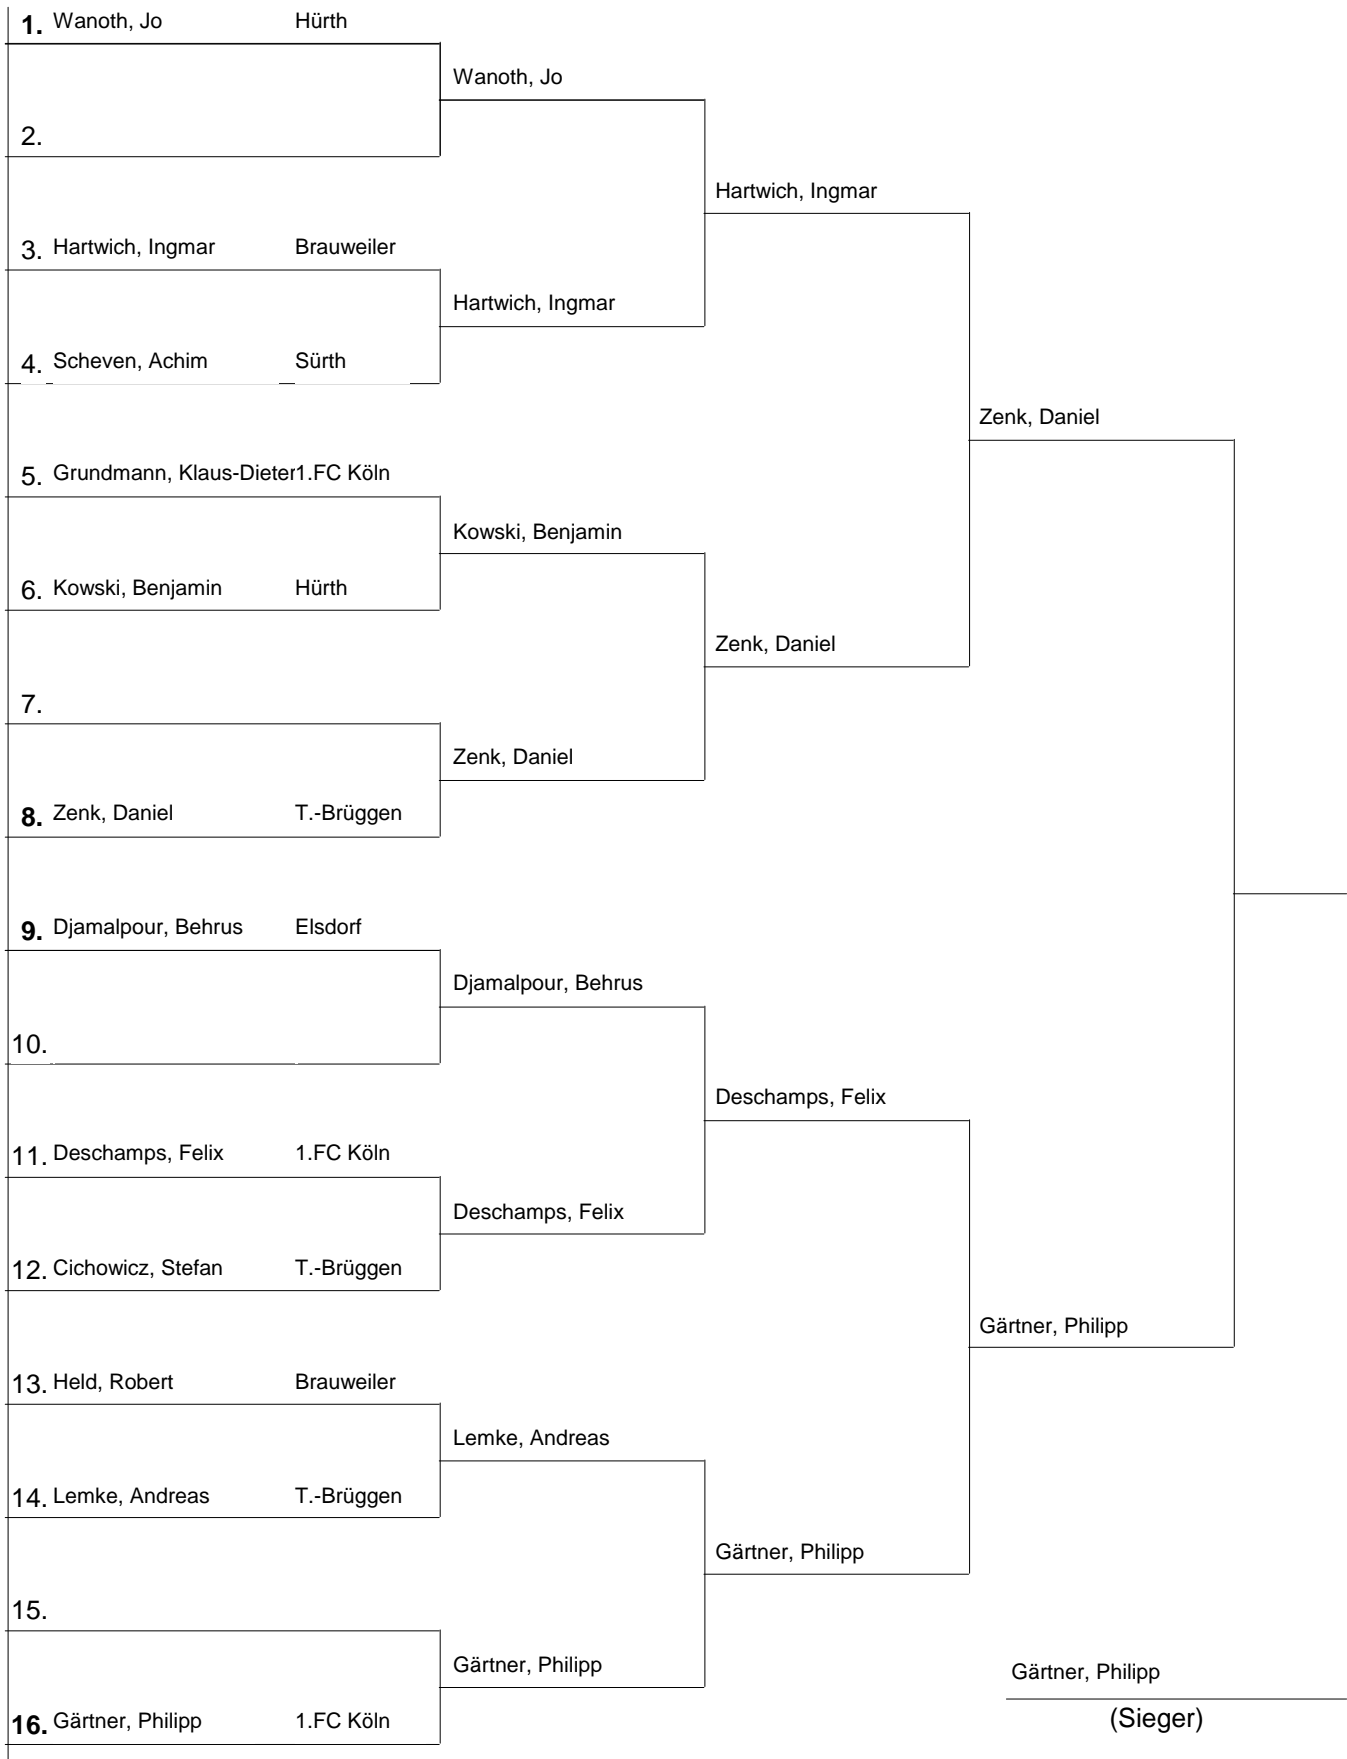 1. Wanoth, Jo Hürth
Wanoth, Jo
2.
Hartwich, Ingmar
3. Hartwich, Ingmar Brauweiler
Hartwich, Ingmar
4. Scheven, Achim Sürth
Zenk, Daniel
5. Grundmann, Klaus-Dieter1.FC Köln
Kowski, Benjamin
6. Kowski, Benjamin Hürth
Zenk, Daniel
7.
Zenk, Daniel
8. Zenk, Daniel T.-Brüggen
9. Djamalpour, Behrus Elsdorf
Djamalpour, Behrus
10.
Deschamps, Felix
11. Deschamps, Felix 1.FC Köln
Deschamps, Felix
12. Cichowicz, Stefan T.-Brüggen
Gärtner, Philipp
13. Held, Robert Brauweiler
Lemke, Andreas
14. Lemke, Andreas T.-Brüggen
Gärtner, Philipp
15.
Gärtner, Philipp
Gärtner, Philipp
16. Gärtner, Philipp 1.FC Köln
(Sieger)